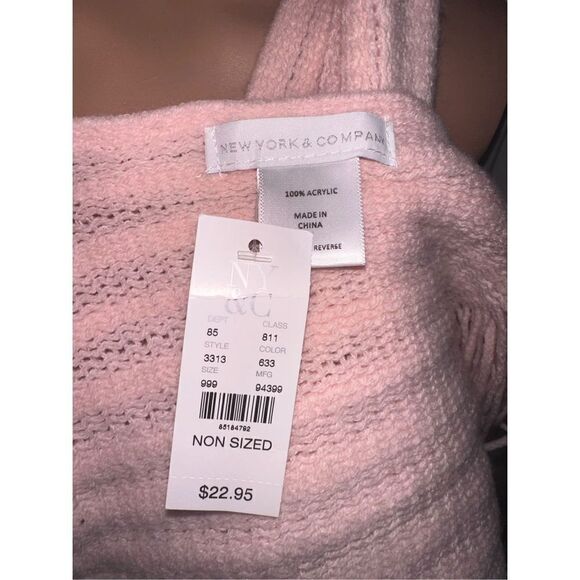 NEW YORK & COMPANY
100% ACRYLIC
MADE IN
CHINA
REVERSE
NY
&C
DEPT CLASS
85 811
STYLE COLOR
3313 633
SIZE MFG
999 94399
85184792
NON SIZED
$22.95